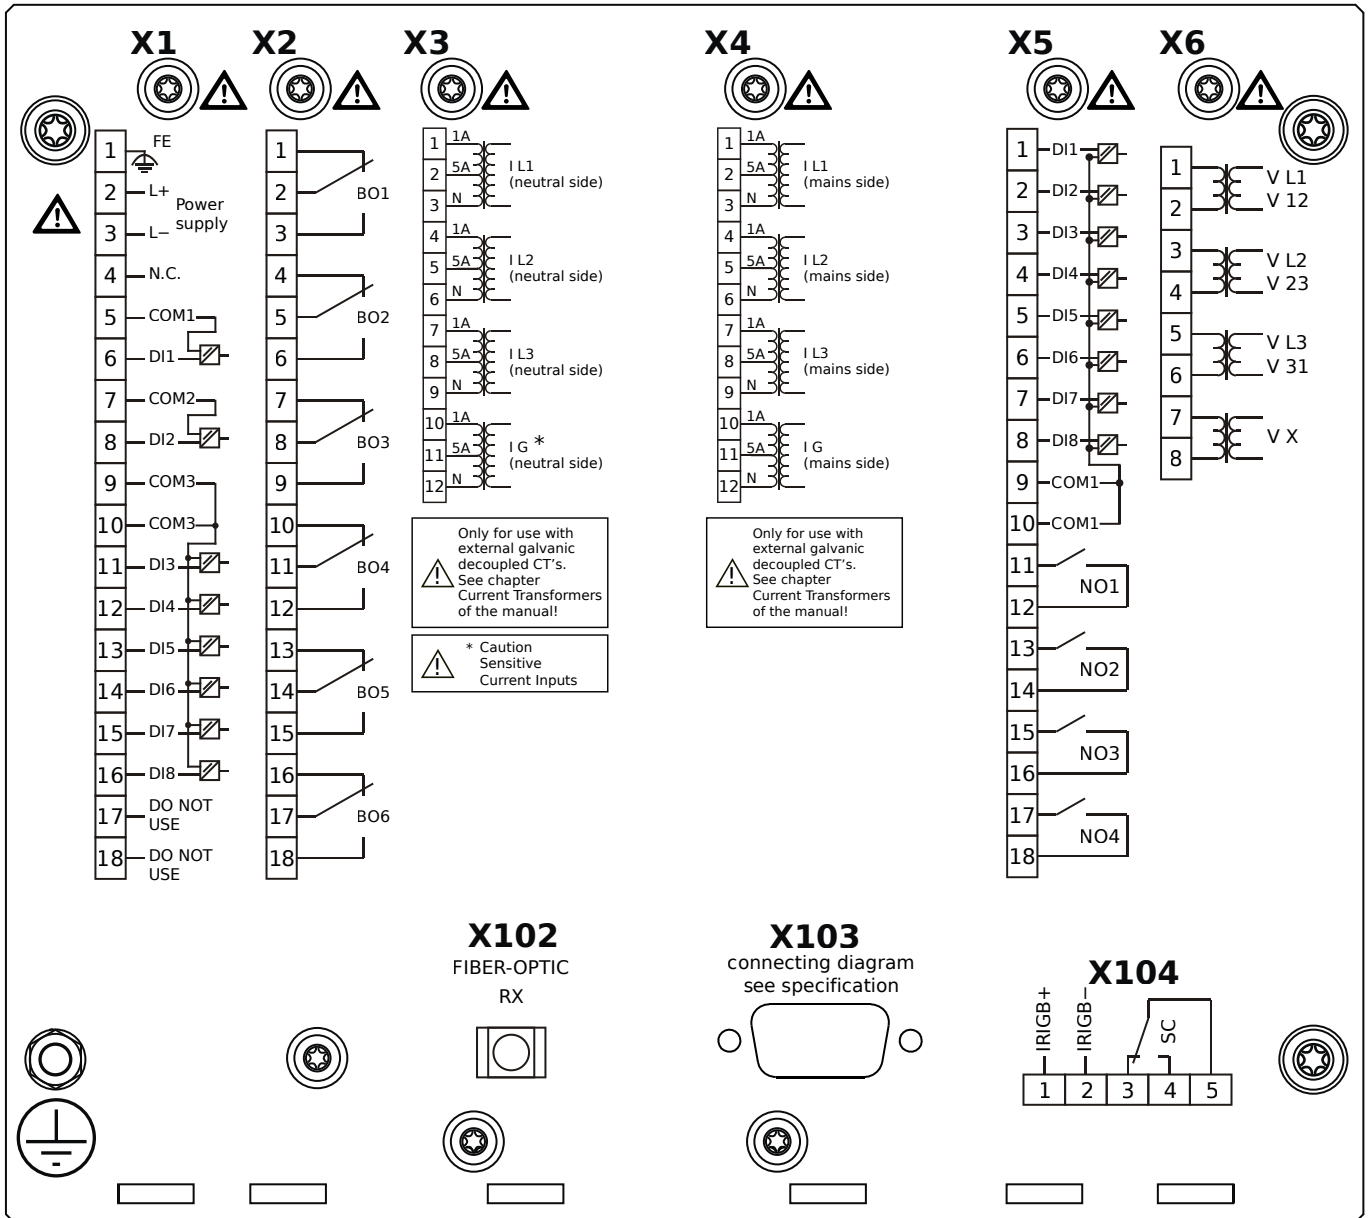 X1
X2
X3
X4
X5
X6
1
FE
2
L+
Power
supply
3
L−
4
N.C.
5
COM1
6
DI1
7
COM2
8
DI2
9
COM3
10
COM3
11
DI3
12
DI4
13
DI5
14
DI6
15
DI7
16
DI8
17
DO NOT
USE
18
DO NOT
USE
1
2
BO1
3
4
5
BO2
6
7
8
BO3
9
10
11
BO4
12
13
14
BO5
15
16
17
BO6
18
1
1A
2
5A
3
N
I L1
(neutral side)
4
1A
5
5A
6
N
I L2
(neutral side)
7
1A
8
5A
9
N
I L3
(neutral side)
10
1A
11
5A
12
N
I G *
(neutral side)
Only for use with
external galvanic
decoupled CT's.
See chapter
Current Transformers
of the manual!
* Caution
Sensitive
Current Inputs
1
1A
2
5A
3
N
I L1
(mains side)
4
1A
5
5A
6
N
I L2
(mains side)
7
1A
8
5A
9
N
I L3
(mains side)
10
1A
11
5A
12
N
I G
(mains side)
Only for use with
external galvanic
decoupled CT's.
See chapter
Current Transformers
of the manual!
1
DI1
2
DI2
3
DI3
4
DI4
5
DI5
6
DI6
7
DI7
8
DI8
9
COM1
10
COM1
11
NO1
12
13
NO2
14
15
NO3
16
17
NO4
18
1
V L1
2
V 12
3
V L2
4
V 23
5
V L3
6
V 31
7
V X
8
X102
FIBER-OPTIC
RX
X103
connecting diagram
see specification
X104
IRIGB+
IRIGB−
SC
1 2 3 4 5